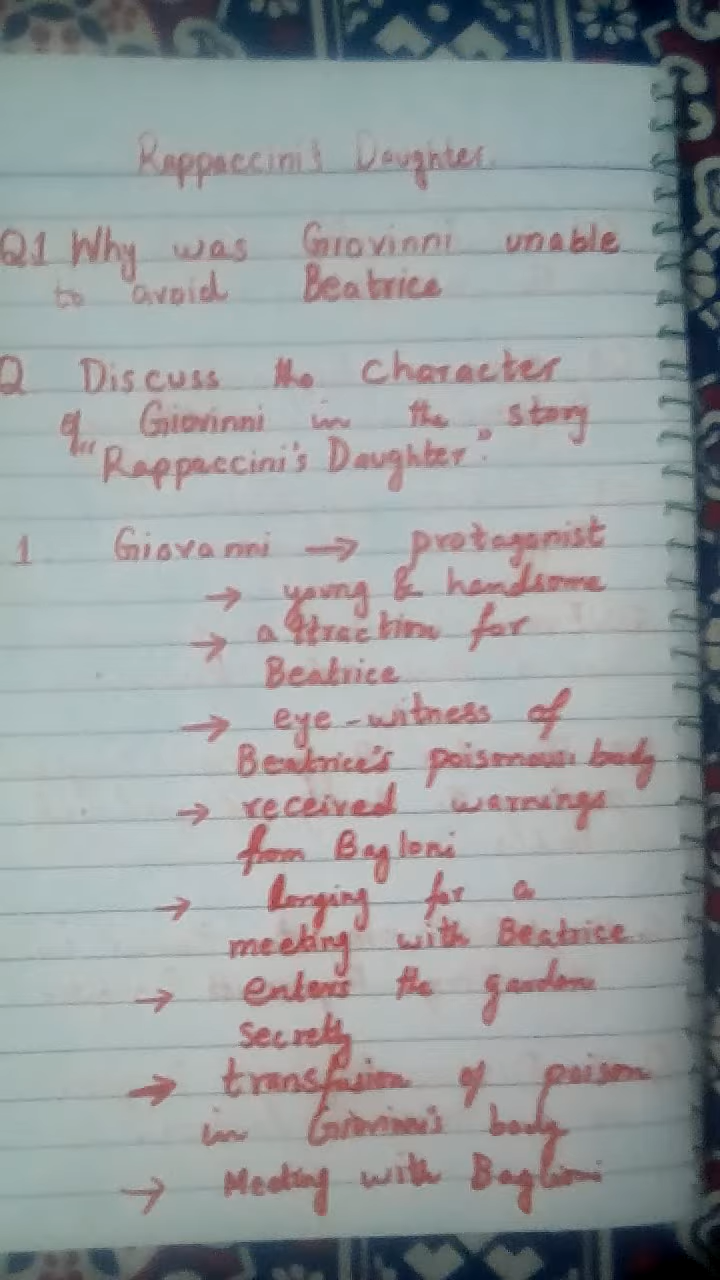 Rappaccini's Daughter.
Q1 Why was Giovinni unable
to avoid Beatrice
Q Discuss the character
of Giovinni in the story
"Rappaccini's Daughter".
1 Giovanni → protaganist
→ young & handsome
→ attraction for
Beatrice
→ eye-witness of
Beatrice's poisonous body
→ received warnings
from Bagloni
→ longing for a
meeting with Beatrice
→ enters the garden
secretly
→ transfusion of poison
in Giovinni's body
→ Meeting with Baglioni